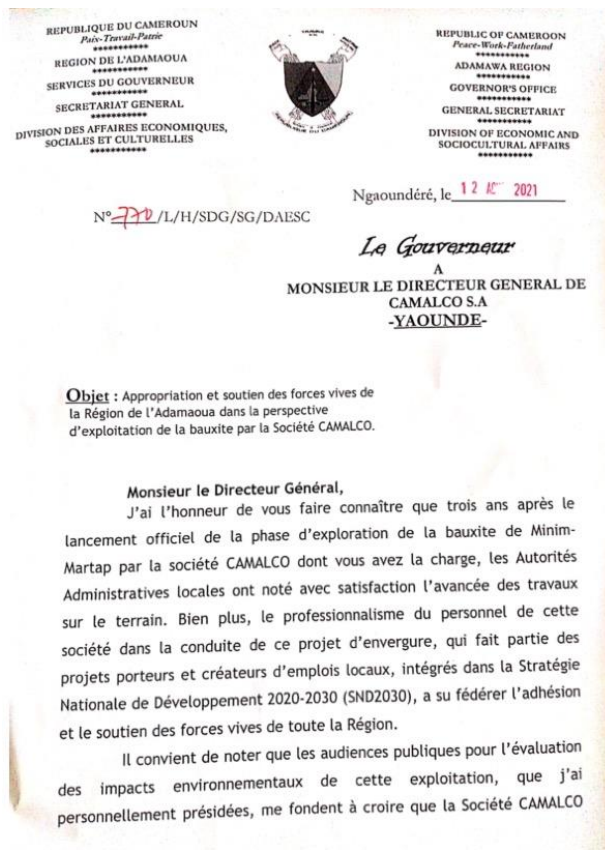 REPUBLIQUE DU CAMEROUN
Paix-Travail-Patrie
***********
REGION DE L'ADAMAOUA
***********
SERVICES DU GOUVERNEUR
***********
SECRETARIAT GENERAL
***********
DIVISION DES AFFAIRES ECONOMIQUES,
SOCIALES ET CULTURELLES
***********
REPUBLIC OF CAMEROON
Peace-Work-Fatherland
***********
ADAMAWA REGION
***********
GOVERNOR'S OFFICE
***********
GENERAL SECRETARIAT
***********
DIVISION OF ECONOMIC AND
SOCIOCULTURAL AFFAIRS
***********
Ngaoundéré, le 12 2021
N° 770/L/H/SDG/SG/DAESC
Le Gouverneur
A
MONSIEUR LE DIRECTEUR GENERAL DE
CAMALCO S.A
-YAOUNDE-
Objet : Appropriation et soutien des forces vives de
la Région de l'Adamaoua dans la perspective
d'exploitation de la bauxite par la Société CAMALCO.
Monsieur le Directeur Général,
J'ai l'honneur de vous faire connaître que trois ans après le
lancement officiel de la phase d'exploration de la bauxite de Minim-
Martap par la société CAMALCO dont vous avez la charge, les Autorités
Administratives locales ont noté avec satisfaction l'avancée des travaux
sur le terrain. Bien plus, le professionnalisme du personnel de cette
société dans la conduite de ce projet d'envergure, qui fait partie des
projets porteurs et créateurs d'emplois locaux, intégrés dans la Stratégie
Nationale de Développement 2020-2030 (SND2030), a su fédérer l'adhésion
et le soutien des forces vives de toute la Région.
Il convient de noter que les audiences publiques pour l'évaluation
des impacts environnementaux de cette exploitation, que j'ai
personnellement présidées, me fondent à croire que la Société CAMALCO